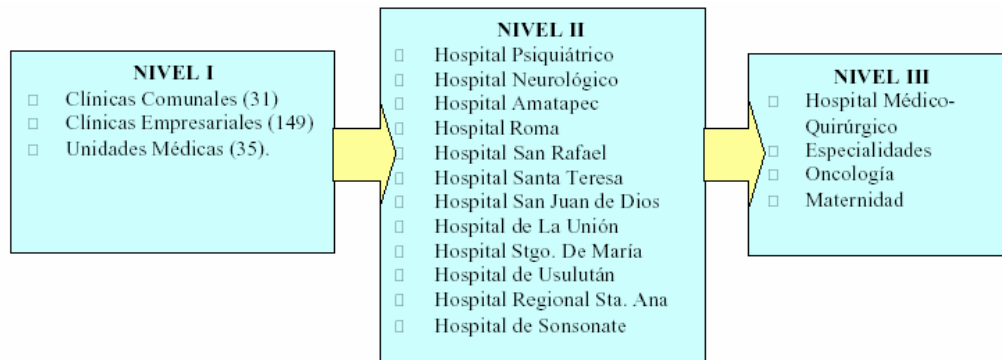 NIVEL I
Clínicas Comunales (31)
Clínicas Empresariales (149)
Unidades Médicas (35).
NIVEL II
Hospital Psiquiátrico
Hospital Neurológico
Hospital Amatapec
Hospital Roma
Hospital San Rafael
Hospital Santa Teresa
Hospital San Juan de Dios
Hospital de La Unión
Hospital Stgo. De María
Hospital de Usulután
Hospital Regional Sta. Ana
Hospital de Sonsonate
NIVEL III
Hospital Médico-
Quirúrgico
Especialidades
Oncología
Maternidad